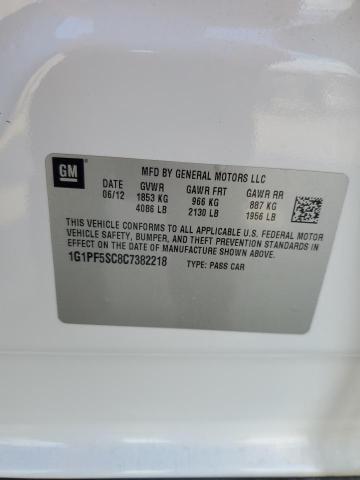 GM
MFD BY GENERAL MOTORS LLC
DATE GVWR GAWR FRT GAWR RR
06/12 1853 KG 966 KG 887 KG
4086 LB 2130 LB 1956 LB
THIS VEHICLE CONFORMS TO ALL APPLICABLE U.S. FEDERAL MOTOR
VEHICLE SAFETY, BUMPER, AND THEFT PREVENTION STANDARDS IN
EFFECT ON THE DATE OF MANUFACTURE SHOWN ABOVE.
1G1PF5SC8C7382218 TYPE: PASS CAR